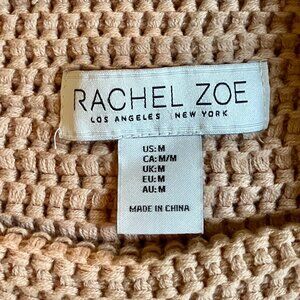 RACHEL ZOE
LOS ANGELES NEW YORK
US: M
CA: M/M
UK: M
EU: M
AU: M
MADE IN CHINA